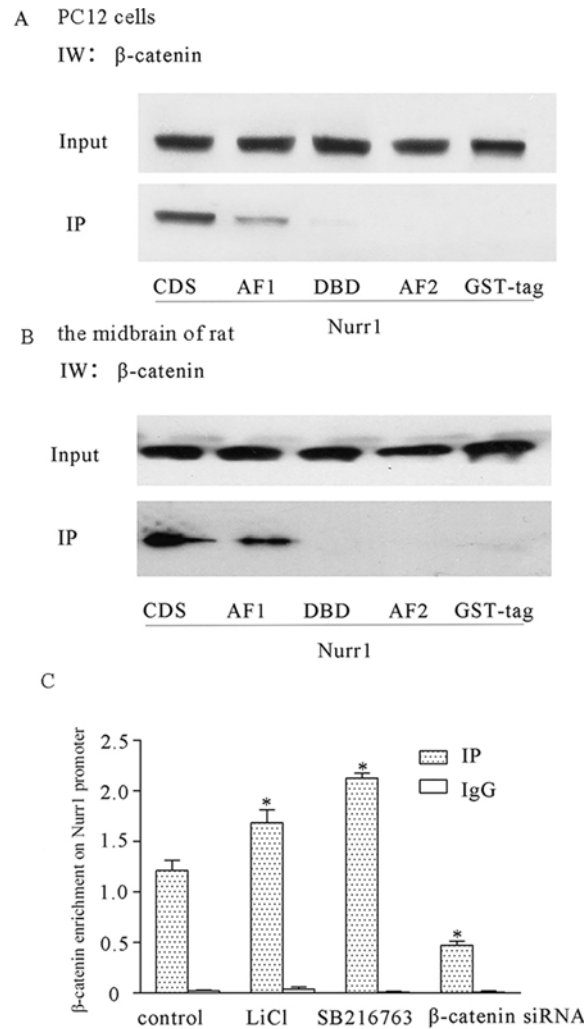 A PC12 cells
IW： β-catenin
Input
IP
CDS AF1 DBD AF2 GST-tag
Nurr1
B the midbrain of rat
IW： β-catenin
Input
IP
CDS AF1 DBD AF2 GST-tag
Nurr1
C
β-catenin enrichment on Nurr1 promoter
2.5
2.0
1.5
1.0
0.5
0
* * *
IP
IgG
control LiCl SB216763 β-catenin siRNA